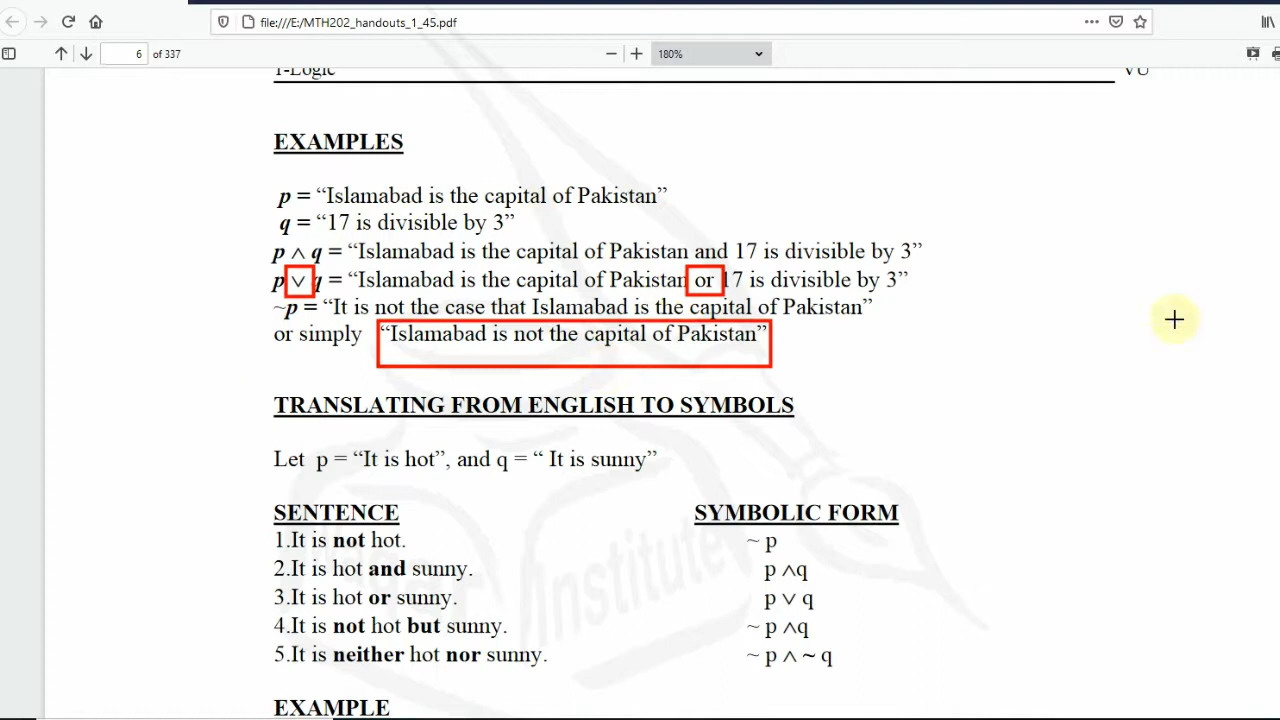 file:///E:/MTH202_handouts_1_45.pdf
6 of 337
180%
1-Logic VU
EXAMPLES
p = “Islamabad is the capital of Pakistan”
q = “17 is divisible by 3”
p ∧ q = “Islamabad is the capital of Pakistan and 17 is divisible by 3”
p ∨ q = “Islamabad is the capital of Pakistan or 17 is divisible by 3”
~p = “It is not the case that Islamabad is the capital of Pakistan”
or simply “Islamabad is not the capital of Pakistan”
TRANSLATING FROM ENGLISH TO SYMBOLS
Let p = “It is hot”, and q = “ It is sunny”
SENTENCE SYMBOLIC FORM
1.It is not hot. ~ p
2.It is hot and sunny. p ∧q
3.It is hot or sunny. p ∨ q
4.It is not hot but sunny. ~ p ∧q
5.It is neither hot nor sunny. ~ p ∧ ~ q
Institute
EXAMPLE